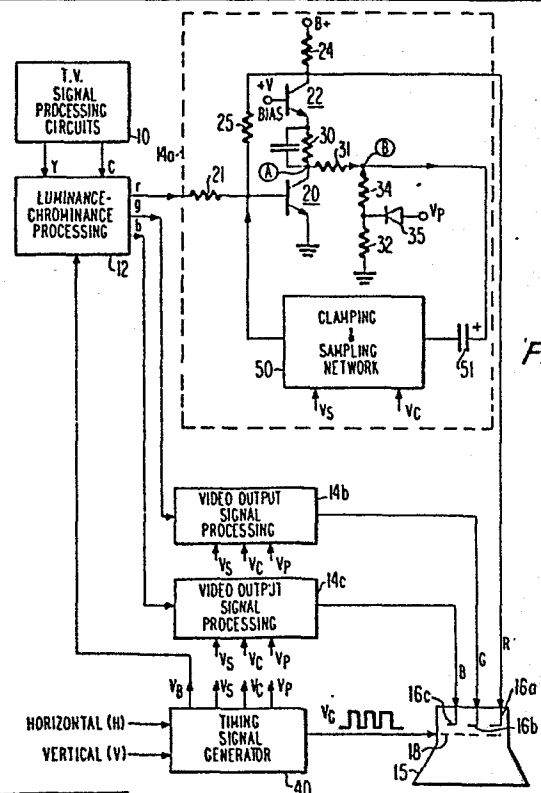 B+
24
+V
BIAS
22
T.V.
SIGNAL
PROCESSING
CIRCUITS
10
14a
25
30
31
A
B
Y
C
LUMINANCE-
CHROMINANCE
PROCESSING
12
r
g
b
21
20
34
35
VP
32
CLAMPING
&
SAMPLING
NETWORK
50
+
51
VS
VC
F
VIDEO OUTPUT
SIGNAL
PROCESSING
14b
VS
VC
VP
VIDEO OUTPUT
SIGNAL
PROCESSING
14c
VS
VC
VP
VB
VS
VC
VP
B
G
R
HORIZONTAL (H)
VERTICAL (V)
TIMING
SIGNAL
GENERATOR
40
VG
16c
16a
16b
18
15